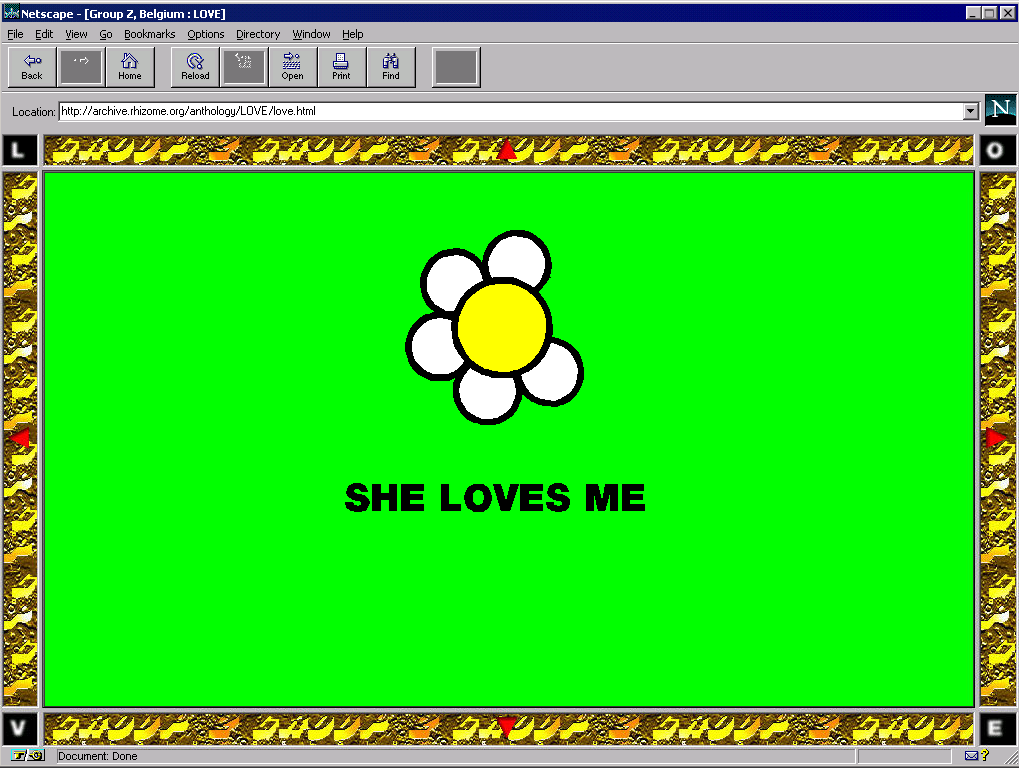 Netscape - [Group Z, Belgium : LOVE]
File Edit View Go Bookmarks Options Directory Window Help
Back Home Reload Open Print Find
Location: http://archive.rhizome.org/anthology/LOVE/love.html
N
L O
SHE LOVES ME
V E
Document: Done
?